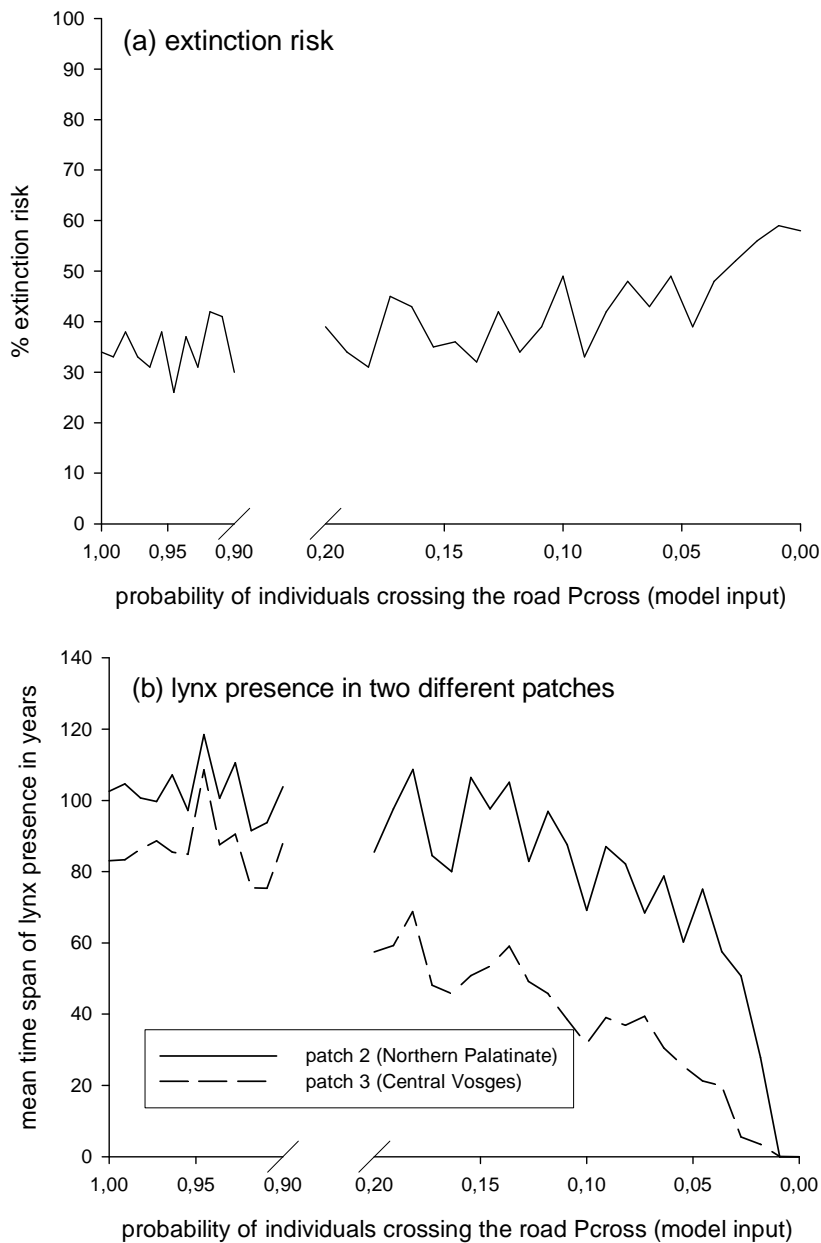 (a) extinction risk
% extinction risk
100
90
80
70
60
50
40
30
20
10
0
1,00 0,95 0,90 0,20 0,15 0,10 0,05 0,00
probability of individuals crossing the road Pcross (model input)
(b) lynx presence in two different patches
mean time span of lynx presence in years
140
120
100
80
60
40
20
0
patch 2 (Northern Palatinate)
patch 3 (Central Vosges)
1,00 0,95 0,90 0,20 0,15 0,10 0,05 0,00
probability of individuals crossing the road Pcross (model input)